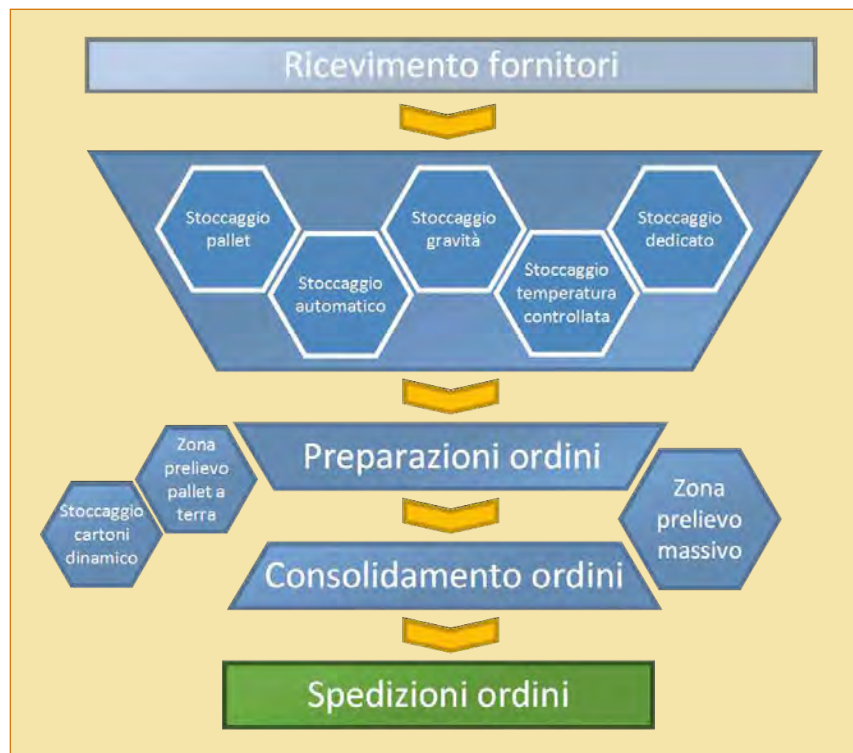 Ricevimento fornitori
Stoccaggio
pallet
Stoccaggio
automatico
Stoccaggio
gravità
Stoccaggio
temperatura
controllata
Stoccaggio
dedicato
Preparazioni ordini
Zona
prelievo
pallet a
terra
Stoccaggio
cartoni
dinamico
Zona
prelievo
massivo
Consolidamento ordini
Spedizioni ordini